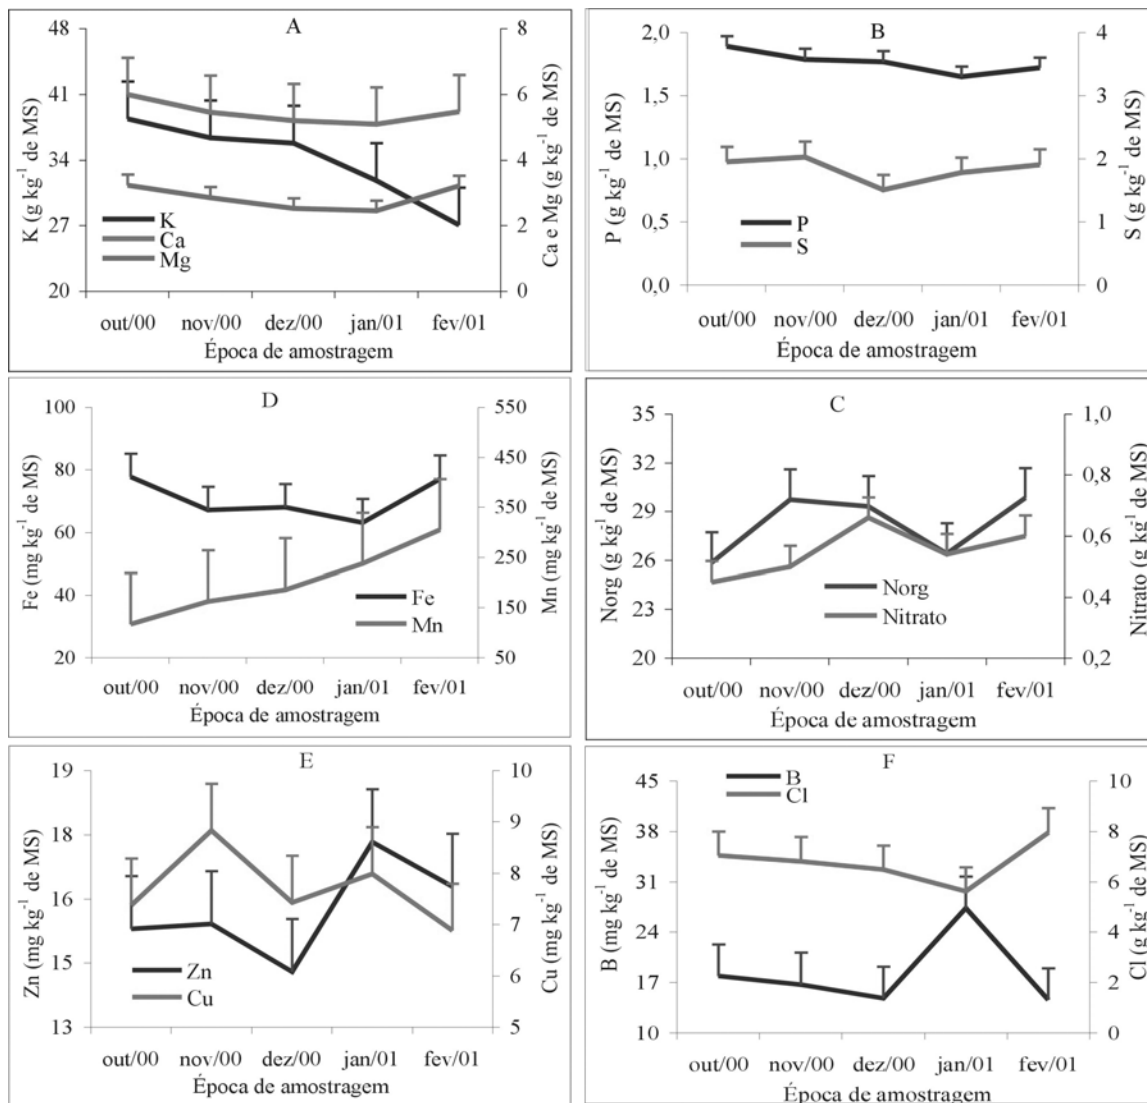 A
48
41
34
27
20
K (g kg⁻¹ de MS)
8
6
4
2
0
Ca e Mg (g kg⁻¹ de MS)
K
Ca
Mg
out/00 nov/00 dez/00 jan/01 fev/01
Época de amostragem
B
2,0
1,5
1,0
0,5
0,0
P (g kg⁻¹ de MS)
4
3
2
1
0
S (g kg⁻¹ de MS)
P
S
out/00 nov/00 dez/00 jan/01 fev/01
Época de amostragem
D
100
80
60
40
20
Fe (mg kg⁻¹ de MS)
550
450
350
250
150
50
Mn (mg kg⁻¹ de MS)
Fe
Mn
out/00 nov/00 dez/00 jan/01 fev/01
Época de amostragem
C
35
32
29
26
23
20
Norg (g kg⁻¹ de MS)
1,0
0,8
0,6
0,4
0,2
Nitrato (g kg⁻¹ de MS)
Norg
Nitrato
out/00 nov/00 dez/00 jan/01 fev/01
Época de amostragem
E
19
18
16
15
13
Zn (mg kg⁻¹ de MS)
10
9
8
7
6
5
Cu (mg kg⁻¹ de MS)
Zn
Cu
out/00 nov/00 dez/00 jan/01 fev/01
Época de amostragem
F
B
Cl
45
38
31
24
17
10
B (mg kg⁻¹ de MS)
10
8
6
4
2
0
Cl (g kg⁻¹ de MS)
out/00 nov/00 dez/00 jan/01 fev/01
Época de amostragem